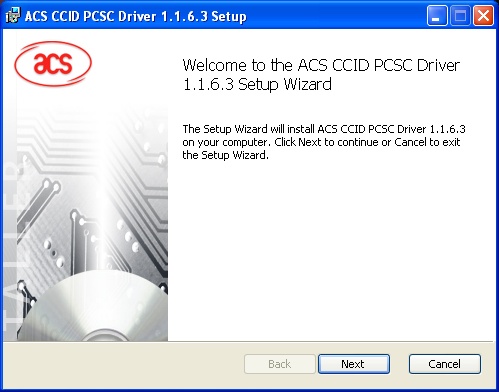 ACS CCID PCSC Driver 1.1.6.3 Setup
acs
Welcome to the ACS CCID PCSC Driver
1.1.6.3 Setup Wizard
The Setup Wizard will install ACS CCID PCSC Driver 1.1.6.3
on your computer. Click Next to continue or Cancel to exit
the Setup Wizard.
TALLER
Back
Next
Cancel